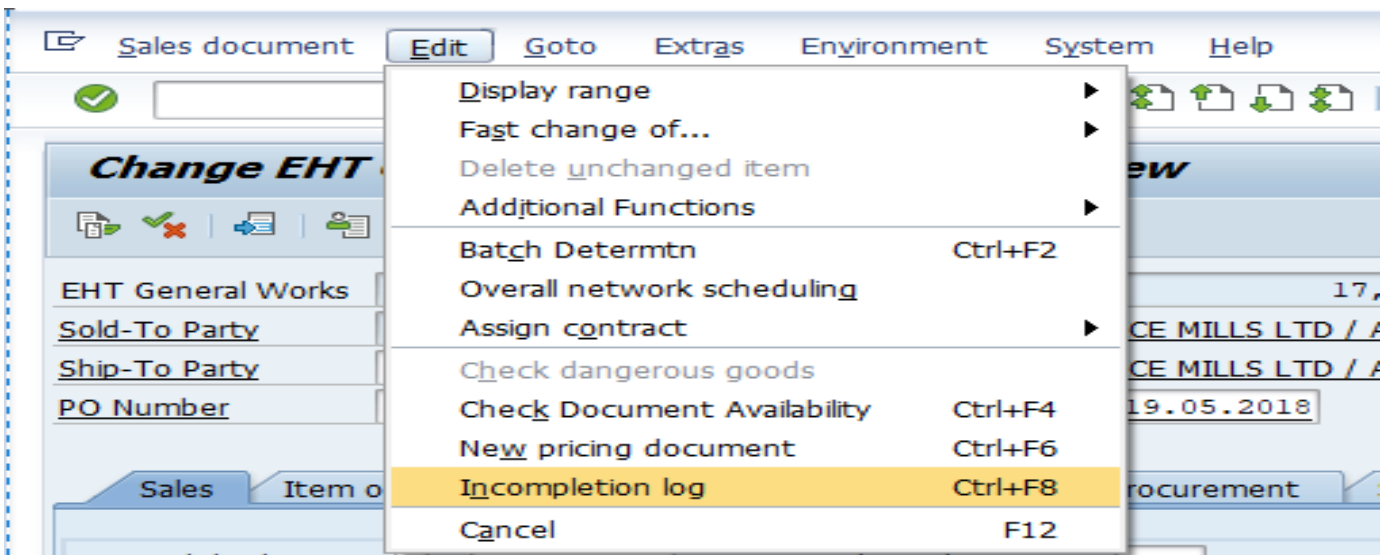 Sales document Edit Goto Extras Environment System Help
Display range
Fast change of...
Change EHT
Delete unchanged item
Additional Functions
Batch Determtn Ctrl+F2
EHT General Works
Overall network scheduling
17,
Sold-To Party
Assign contract
CE MILLS LTD / A
Ship-To Party
Check dangerous goods
CE MILLS LTD / A
PO Number
Check Document Availability Ctrl+F4
19.05.2018
New pricing document Ctrl+F6
Sales
Item o
Incompletion log Ctrl+F8
Cancel F12